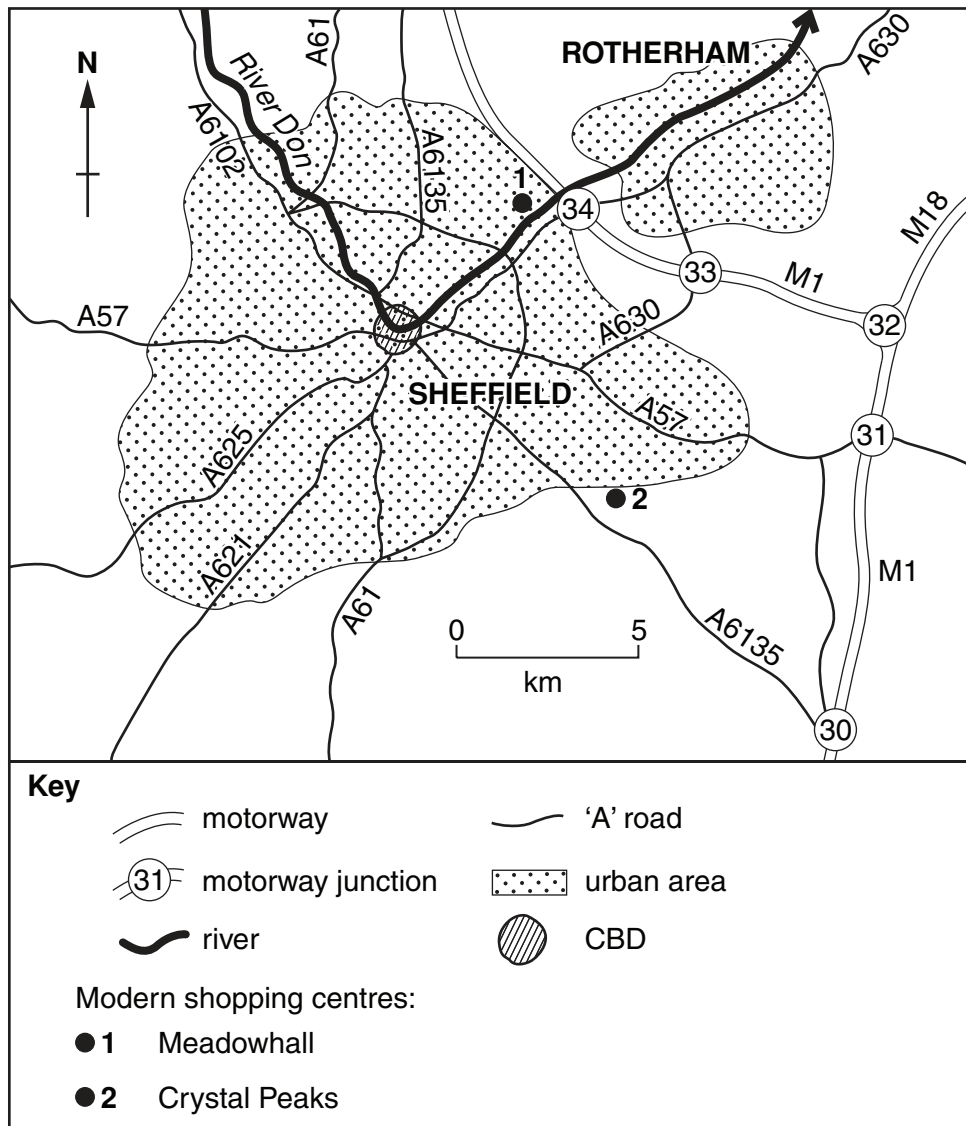 N
River Don
A61
A6102
A6135
ROTHERHAM
A630
1
34
M18
33
M1
32
A57
A630
SHEFFIELD
A57
31
A625
2
A621
A61
M1
0 5
km
A6135
30
Key
motorway
'A' road
31
motorway junction
urban area
river
CBD
Modern shopping centres:
1 Meadowhall
2 Crystal Peaks